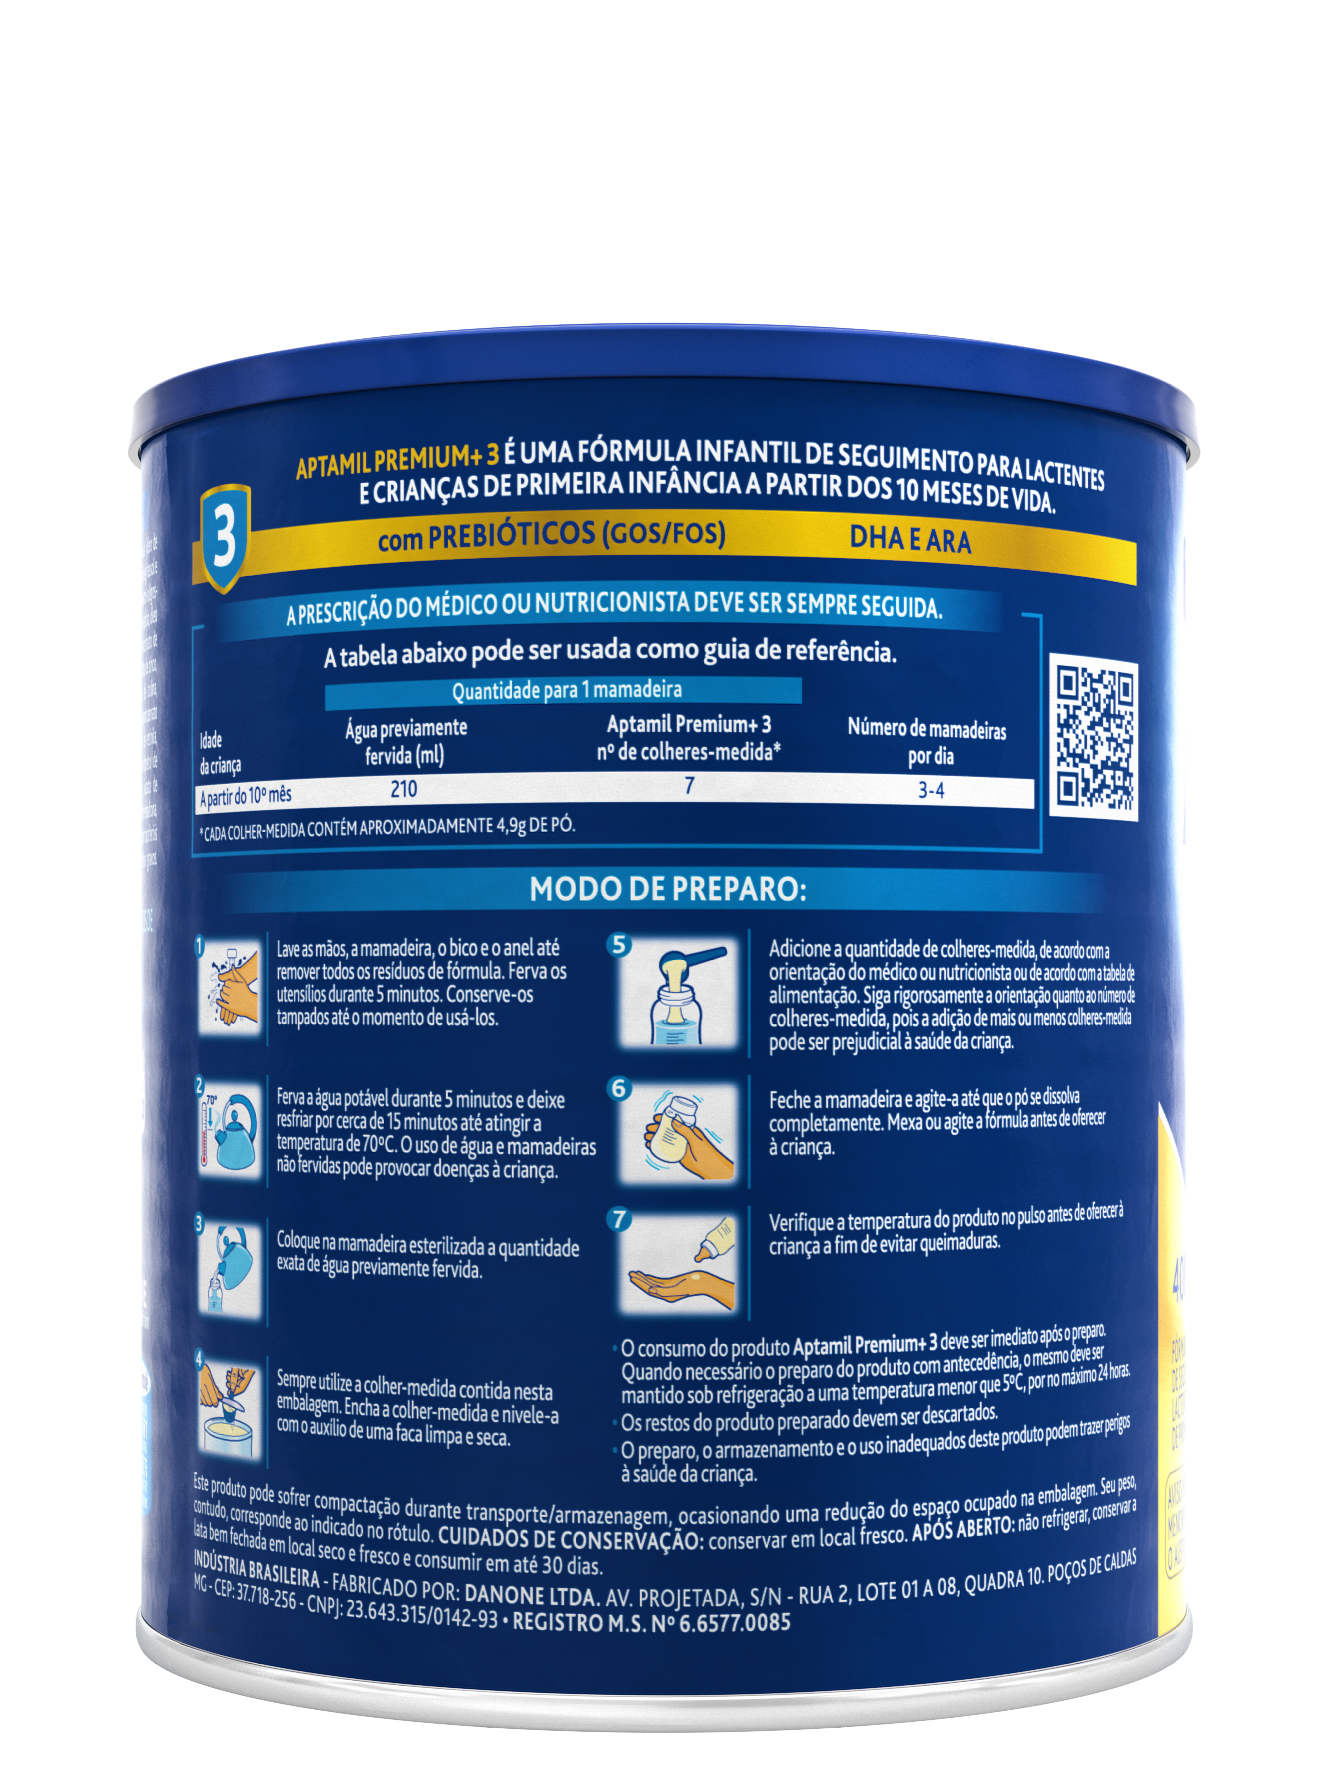 APTAMIL PREMIUM+ 3 É UMA FÓRMULA INFANTIL DE SEGUIMENTO PARA LACTENTES
E CRIANÇAS DE PRIMEIRA INFÂNCIA A PARTIR DOS 10 MESES DE VIDA.
3
com PREBIÓTICOS (GOS/FOS) DHA E ARA
A PRESCRIÇÃO DO MÉDICO OU NUTRICIONISTA DEVE SER SEMPRE SEGUIDA.
A tabela abaixo pode ser usada como guia de referência.
Quantidade para 1 mamadeira
Idade
da criança
Água previamente
fervida (ml)
Aptamil Premium+ 3
nº de colheres-medida*
Número de mamadeiras
por dia
A partir do 10º mês 210 7 3-4
* CADA COLHER-MEDIDA CONTÉM APROXIMADAMENTE 4,9g DE PÓ.
MODO DE PREPARO:
1
Lave as mãos, a mamadeira, o bico e o anel até
remover todos os resíduos de fórmula. Ferva os
utensílios durante 5 minutos. Conserve-os
tampados até o momento de usá-los.
2
70°
Ferva a água potável durante 5 minutos e deixe
resfriar por cerca de 15 minutos até atingir a
temperatura de 70ºC. O uso de água e mamadeiras
não fervidas pode provocar doenças à criança.
3
Coloque na mamadeira esterilizada a quantidade
exata de água previamente fervida.
4
Sempre utilize a colher-medida contida nesta
embalagem. Encha a colher-medida e nivele-a
com o auxílio de uma faca limpa e seca.
5
Adicione a quantidade de colheres-medida, de acordo com a
orientação do médico ou nutricionista ou de acordo com a tabela de
alimentação. Siga rigorosamente a orientação quanto ao número de
colheres-medida, pois a adição de mais ou menos colheres-medida
pode ser prejudicial à saúde da criança.
6
Feche a mamadeira e agite-a até que o pó se dissolva
completamente. Mexa ou agite a fórmula antes de oferecer
à criança.
7
Verifique a temperatura do produto no pulso antes de oferecer à
criança a fim de evitar queimaduras.
• O consumo do produto Aptamil Premium+ 3 deve ser imediato após o preparo.
Quando necessário o preparo do produto com antecedência, o mesmo deve ser
mantido sob refrigeração a uma temperatura menor que 5ºC, por no máximo 24 horas.
• Os restos do produto preparado devem ser descartados.
• O preparo, o armazenamento e o uso inadequados deste produto podem trazer perigos
à saúde da criança.
Este produto pode sofrer compactação durante transporte/armazenagem, ocasionando uma redução do espaço ocupado na embalagem. Seu peso,
contudo, corresponde ao indicado no rótulo. CUIDADOS DE CONSERVAÇÃO: conservar em local fresco. APÓS ABERTO: não refrigerar, conservar a
lata bem fechada em local seco e fresco e consumir em até 30 dias.
INDÚSTRIA BRASILEIRA - FABRICADO POR: DANONE LTDA. AV. PROJETADA, S/N - RUA 2, LOTE 01 A 08, QUADRA 10. POÇOS DE CALDAS
MG - CEP: 37.718-256 - CNPJ: 23.643.315/0142-93 • REGISTRO M.S. Nº 6.6577.0085